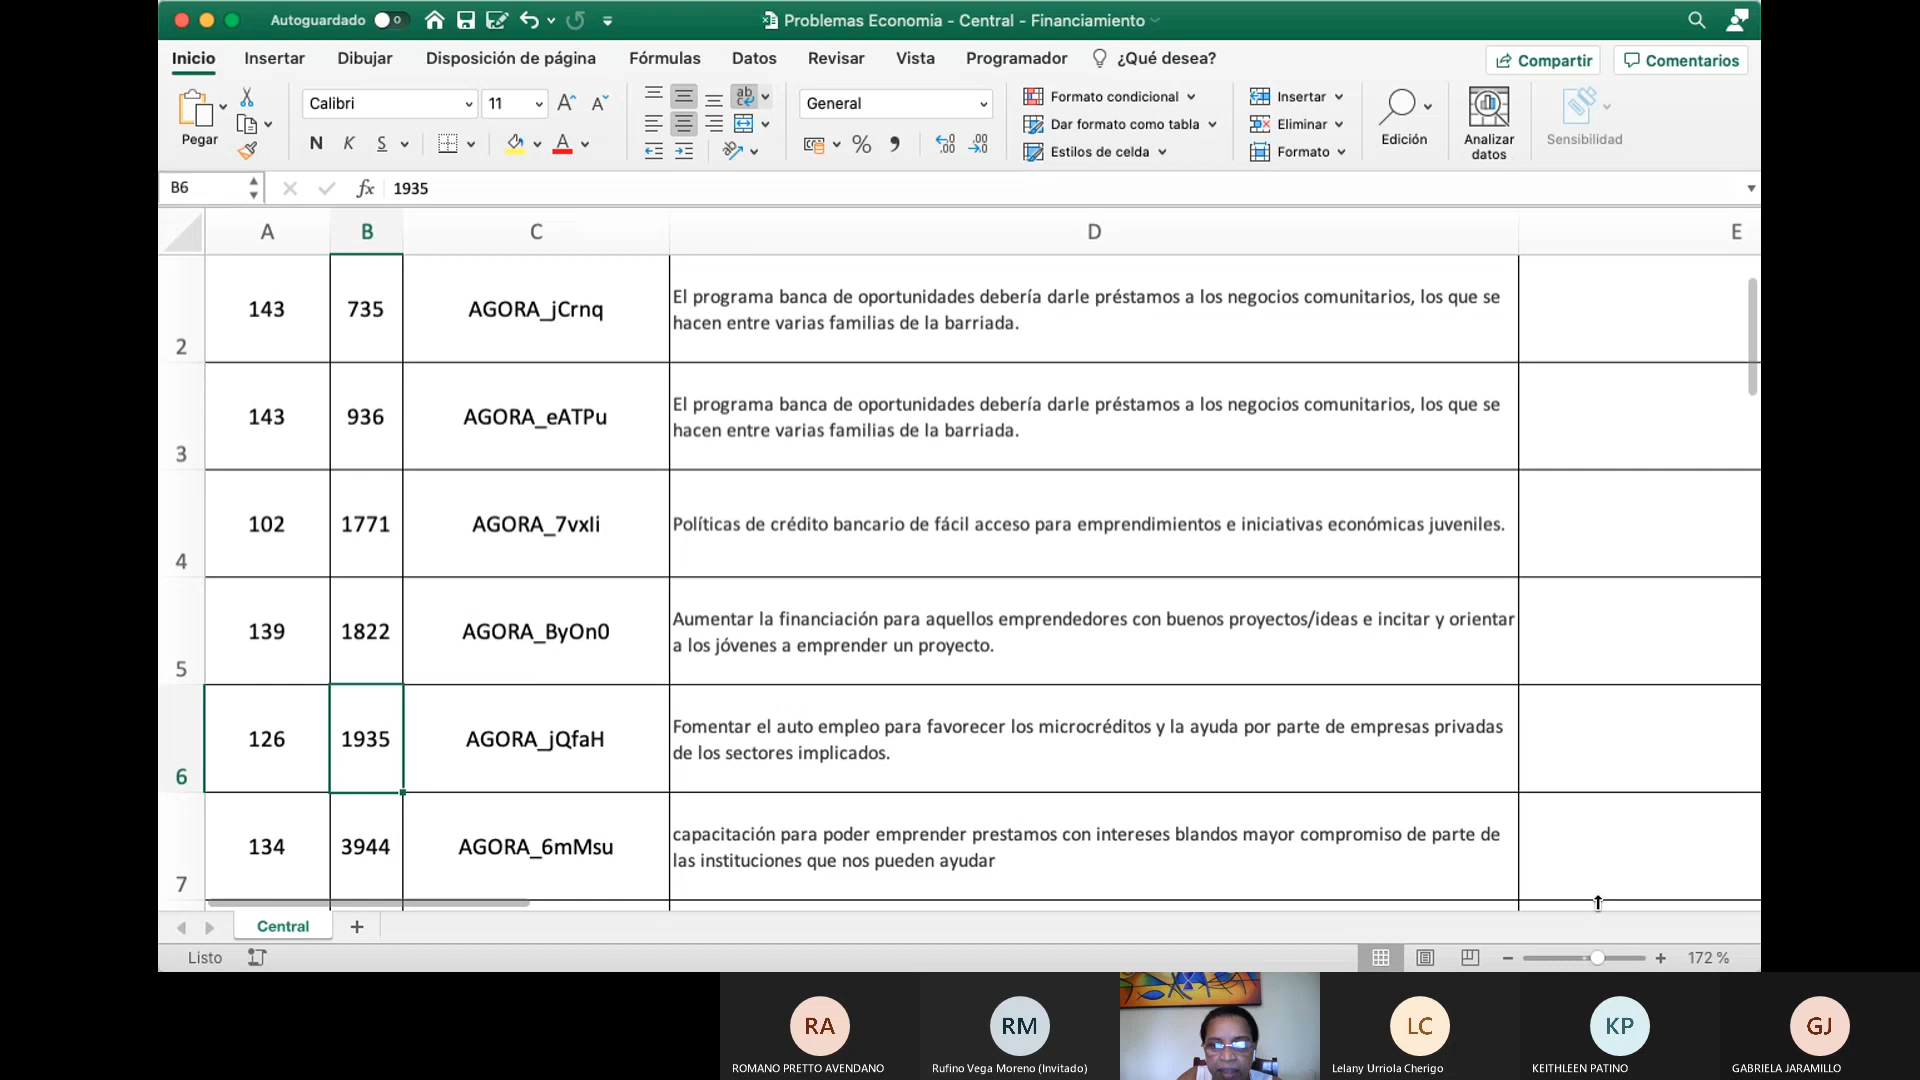 Autoguardado
Problemas Economia - Central - Financiamiento
Inicio Insertar Dibujar Disposición de página Fórmulas Datos Revisar Vista Programador ¿Qué desea? Compartir Comentarios
Pegar
Calibri 11
N K S
General
Formato condicional
Dar formato como tabla
Estilos de celda
Insertar
Eliminar
Formato
Edición
Analizar
datos
Sensibilidad
B6 fx 1935
A B C D E
2 143 735 AGORA_jCrnq El programa banca de oportunidades debería darle préstamos a los negocios comunitarios, los que se
hacen entre varias familias de la barriada.
3 143 936 AGORA_eATPu El programa banca de oportunidades debería darle préstamos a los negocios comunitarios, los que se
hacen entre varias familias de la barriada.
4 102 1771 AGORA_7vxli Políticas de crédito bancario de fácil acceso para emprendimientos e iniciativas económicas juveniles.
5 139 1822 AGORA_ByOn0 Aumentar la financiación para aquellos emprendedores con buenos proyectos/ideas e incitar y orientar
a los jóvenes a emprender un proyecto.
6 126 1935 AGORA_jQfaH Fomentar el auto empleo para favorecer los microcréditos y la ayuda por parte de empresas privadas
de los sectores implicados.
7 134 3944 AGORA_6mMsu capacitación para poder emprender prestamos con intereses blandos mayor compromiso de parte de
las instituciones que nos pueden ayudar
Central +
Listo
172 %
RA RM LC KP GJ
ROMANO PRETTO AVENDANO Rufino Vega Moreno (Invitado) Lelany Urriola Cherigo KEITHLEEN PATINO GABRIELA JARAMILLO